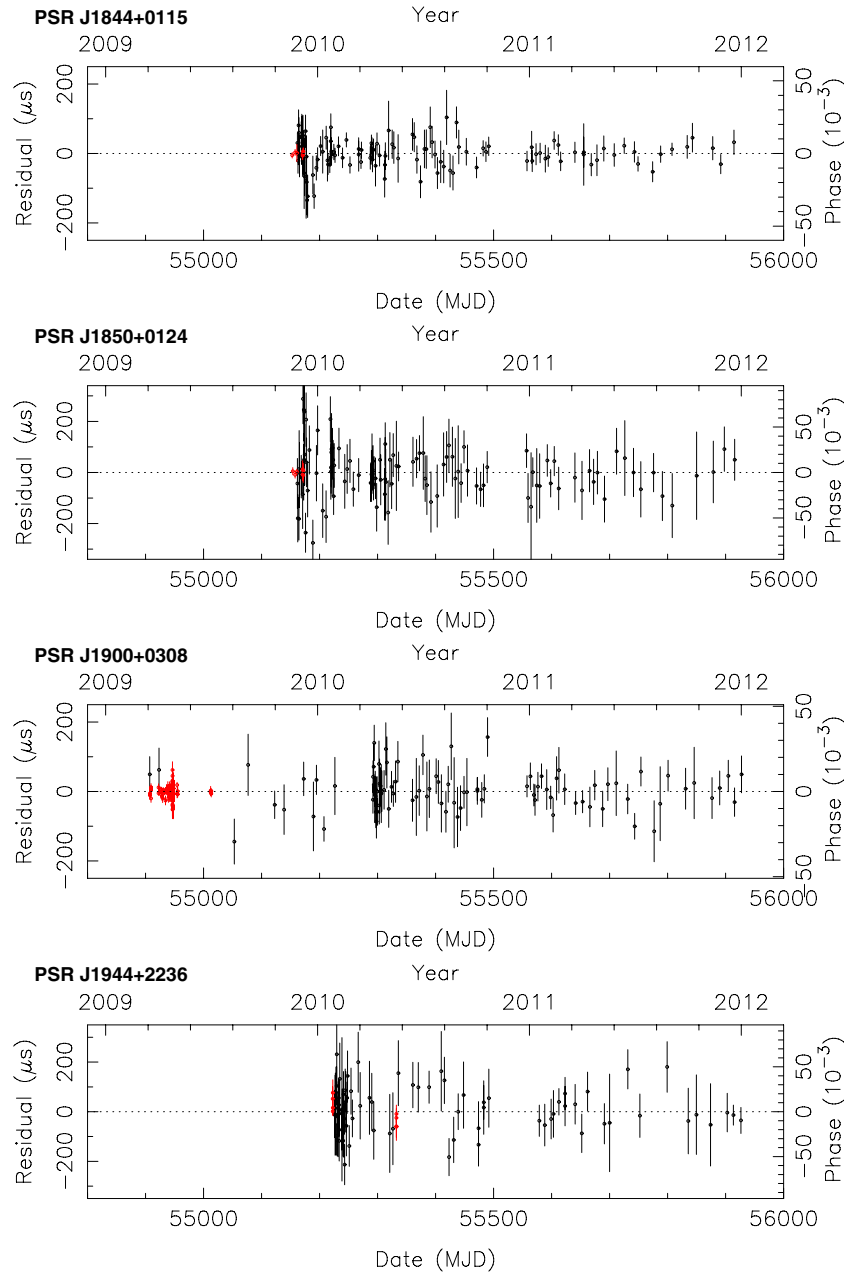 PSR J1844+0115
Year
2009 2010 2011 2012
Residual (μs)
200
0
−200
50
0
−50
Phase (10⁻³)
55000 55500 56000
Date (MJD)
PSR J1850+0124
Year
2009 2010 2011 2012
Residual (μs)
200
0
−200
50
0
−50
Phase (10⁻³)
55000 55500 56000
Date (MJD)
PSR J1900+0308
Year
2009 2010 2011 2012
Residual (μs)
200
0
−200
50
0
−50
Phase (10⁻³)
55000 55500 56000
Date (MJD)
PSR J1944+2236
Year
2009 2010 2011 2012
Residual (μs)
200
0
−200
50
0
−50
Phase (10⁻³)
55000 55500 56000
Date (MJD)